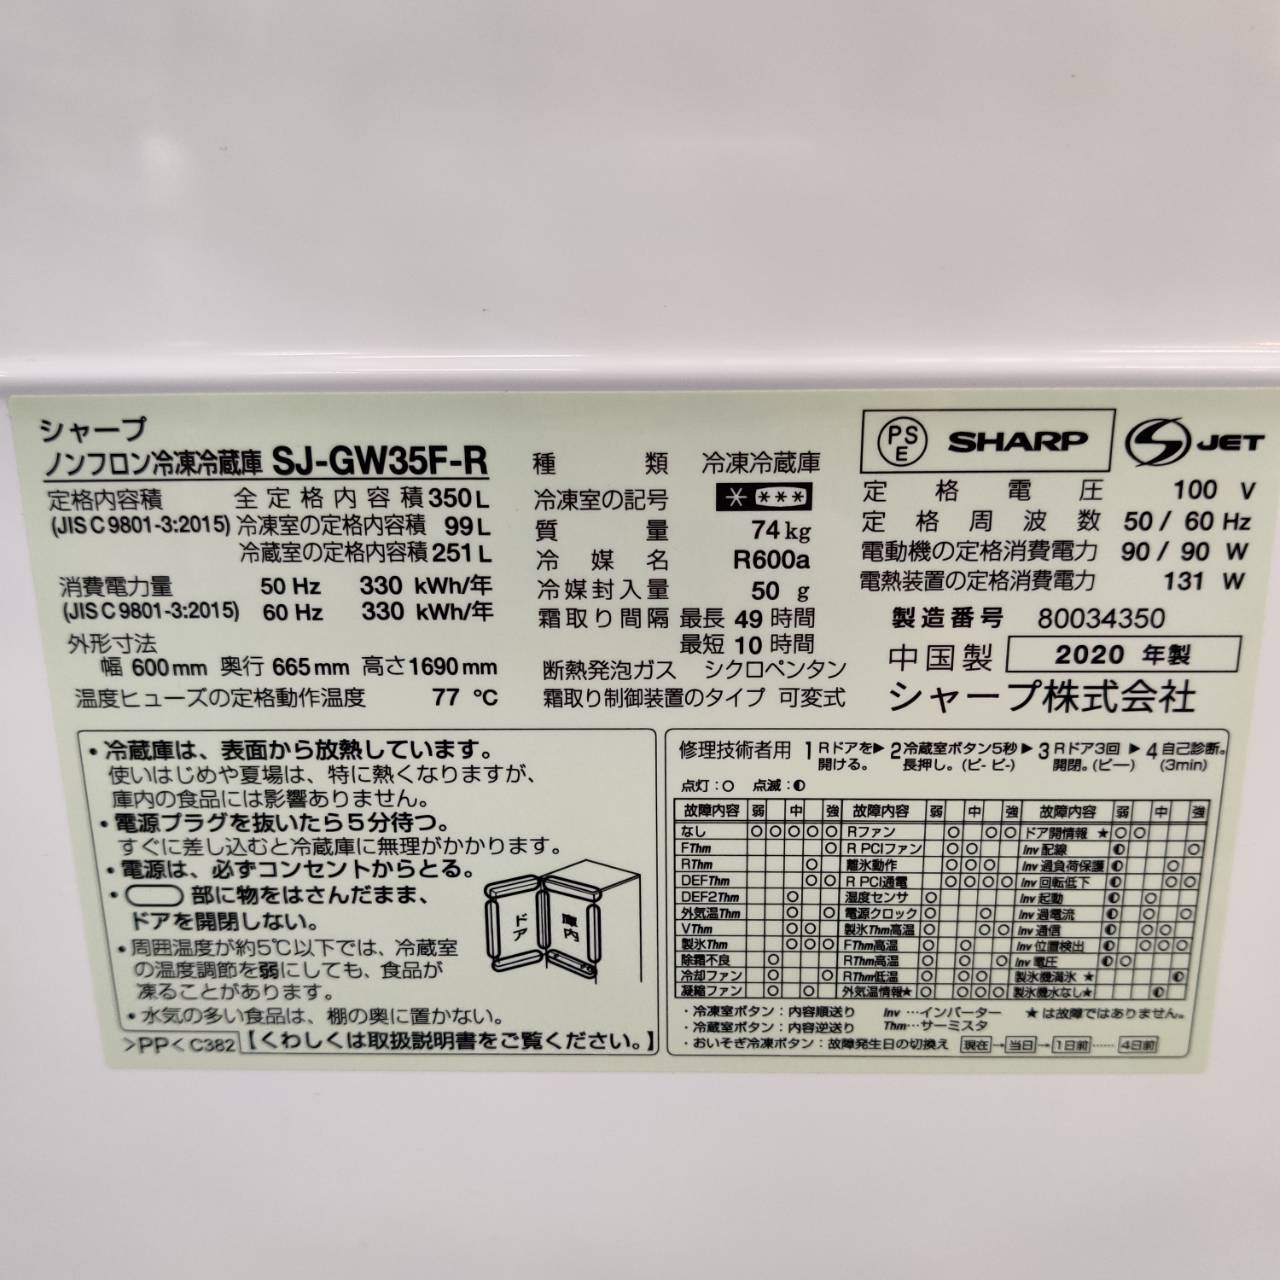 シャープ
ノンフロン冷凍冷蔵庫 SJ-GW35F-R
定格内容積 全定格内容積 350L
(JIS C 9801-3:2015) 冷凍室の定格内容積 99L
冷蔵室の定格内容積 251L
消費電力量 50 Hz 330 kWh/年
(JIS C 9801-3:2015) 60 Hz 330 kWh/年
外形寸法
幅 600mm 奥行 665mm 高さ1690mm
温度ヒューズの定格動作温度 77 ℃
種類 冷凍冷蔵庫
冷凍室の記号 * ***
質量 74kg
冷媒名 R600a
冷媒封入量 50 g
霜取り間隔 最長 49 時間
最短 10 時間
断熱発泡ガス シクロペンタン
霜取り制御装置のタイプ 可変式
PSE SHARP S JET
定格電圧 100 V
定格周波数 50 / 60 Hz
電動機の定格消費電力 90 / 90 W
電熱装置の定格消費電力 131 W
製造番号 80034350
中国製 2020 年製
シャープ株式会社
・冷蔵庫は、表面から放熱しています。
使いはじめや夏場は、特に熱くなりますが、
庫内の食品には影響ありません。
・電源プラグを抜いたら5分待つ。
すぐに差し込むと冷蔵庫に無理がかかります。
・電源は、必ずコンセントからとる。
・ 部に物をはさんだまま、
ドアを開閉しない。
・周囲温度が約5℃以下では、冷蔵室
の温度調節を弱にしても、食品が
凍ることがあります。
・水気の多い食品は、棚の奥に置かない。
ドア 庫内
>PP< C382 【くわしくは取扱説明書をご覧ください。】
修理技術者用 1 Rドアを開ける。 ▶ 2 冷蔵室ボタン5秒長押し。(ピ- ピ-) ▶ 3 Rドア3回開閉。(ピー) ▶ 4 自己診断。(3min)
点灯:○ 点滅:◐
故障内容 弱 中 強 故障内容 弱 中 強 故障内容 弱 中 強
なし ○ ○ ○ ○ ○ Rファン ○ ○ ○ ドア開情報 ★ ○ ○
FThm ○ R PCIファン ○ ○ Inv 配線 ◐ ○
RThm ○ 離氷動作 ○ ○ ○ Inv 過負荷保護 ◐ ○
DEFThm ○ ○ R PCI通電 ○ ○ ○ ○ Inv 回転低下 ◐ ○ ○
DEF2Thm ○ 湿度センサ ○ Inv 起動 ◐ ○
外気温Thm ○ ○ 電源クロック ○ ○ Inv 過電流 ◐ ○ ○
VThm ○ ○ 製氷Thm高温 ○ ○ ○ Inv 通信 ◐ ○ ○
製氷Thm ○ ○ ○ FThm高温 ○ ○ Inv 位置検出 ◐ ○ ○ ○
除霜不良 ○ RThm高温 ○ ○ ○ Inv 電圧 ◐ ○
冷却ファン ○ ○ RThm低温 ○ ○ ○ 製氷機満氷 ★ ◐
凝縮ファン ○ ○ 外気温情報★ ○ ○ ○ ○ 製氷機水なし★ ◐
・冷凍室ボタン:内容順送り Inv …インバーター ★は故障ではありません。
・冷蔵室ボタン:内容逆送り Thm…サーミスタ
・おいそぎ冷凍ボタン:故障発生日の切換え 現在→当日→1日前……4日前